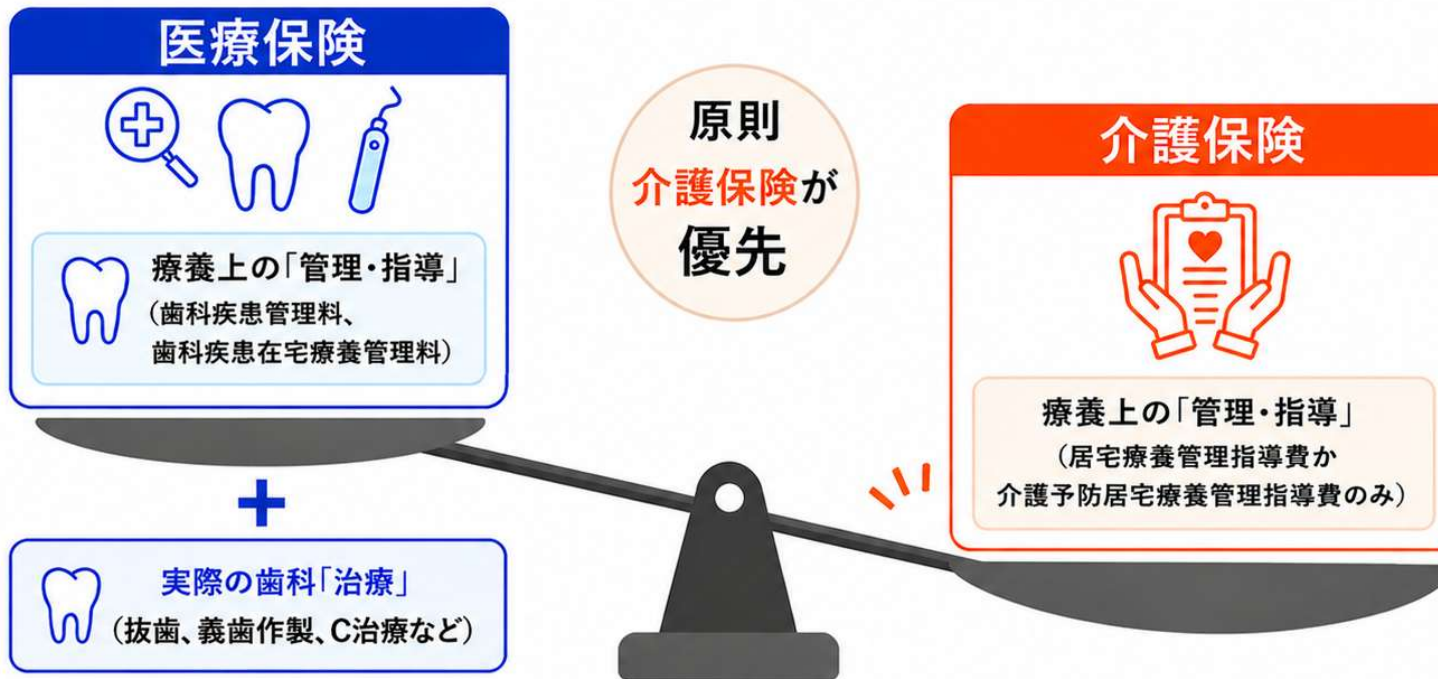 医療保険
療養上の「管理・指導」
(歯科疾患管理料、
歯科疾患在宅療養管理料)
+
実際の歯科「治療」
(抜歯、義歯作製、C治療など)
原則
介護保険が
優先
介護保険
療養上の「管理・指導」
(居宅療養管理指導費か
介護予防居宅療養管理指導費のみ)